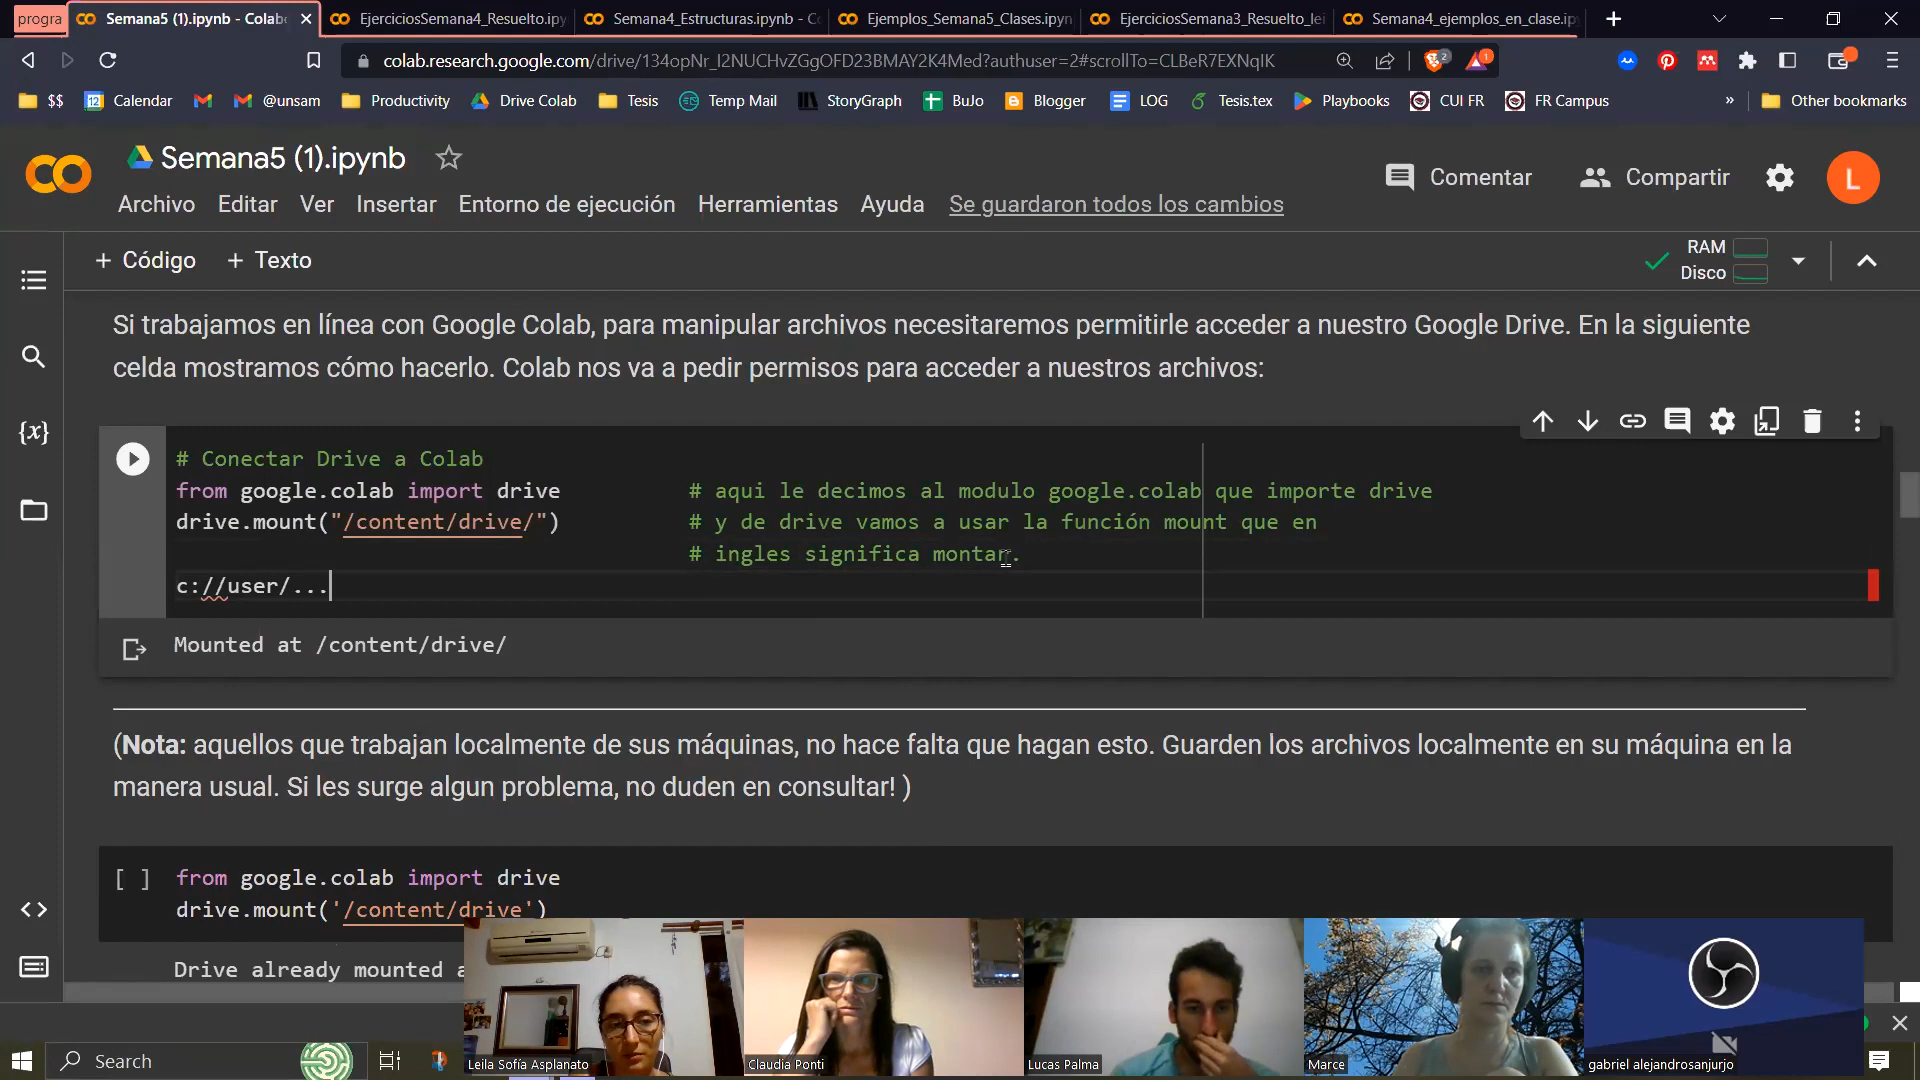 progra
Semana5 (1).ipynb - Colab
EjerciciosSemana4_Resuelto.ipy
Semana4_Estructuras.ipynb - Co
Ejemplos_Semana5_Clases.ipyn
EjerciciosSemana3_Resuelto_lei
Semana4_ejemplos_en_clase.ip
colab.research.google.com/drive/134opNr_I2NUCHvZGgOFD23BMAY2K4Med?authuser=2#scrollTo=CLBeR7EXNqIK
2
1
$$
12 Calendar
@unsam
Productivity
Drive Colab
Tesis
Temp Mail
StoryGraph
BuJo
Blogger
LOG
Tesis.tex
Playbooks
CUI FR
FR Campus
»
Other bookmarks
Semana5 (1).ipynb
Comentar
Compartir
L
Archivo Editar Ver Insertar Entorno de ejecución Herramientas Ayuda Se guardaron todos los cambios
+ Código + Texto
RAM
Disco
Si trabajamos en línea con Google Colab, para manipular archivos necesitaremos permitirle acceder a nuestro Google Drive. En la siguiente
celda mostramos cómo hacerlo. Colab nos va a pedir permisos para acceder a nuestros archivos:
{x}
# Conectar Drive a Colab
from google.colab import drive # aqui le decimos al modulo google.colab que importe drive
drive.mount("/content/drive/") # y de drive vamos a usar la función mount que en
# ingles significa montar.
c://user/...
Mounted at /content/drive/
(Nota: aquellos que trabajan localmente de sus máquinas, no hace falta que hagan esto. Guarden los archivos localmente en su máquina en la
manera usual. Si les surge algun problema, no duden en consultar! )
[ ] from google.colab import drive
drive.mount('/content/drive')
Drive already mounted a
Leila Sofía Asplanato
Claudia Ponti
Lucas Palma
Marce
gabriel alejandrosanjurjo
Search